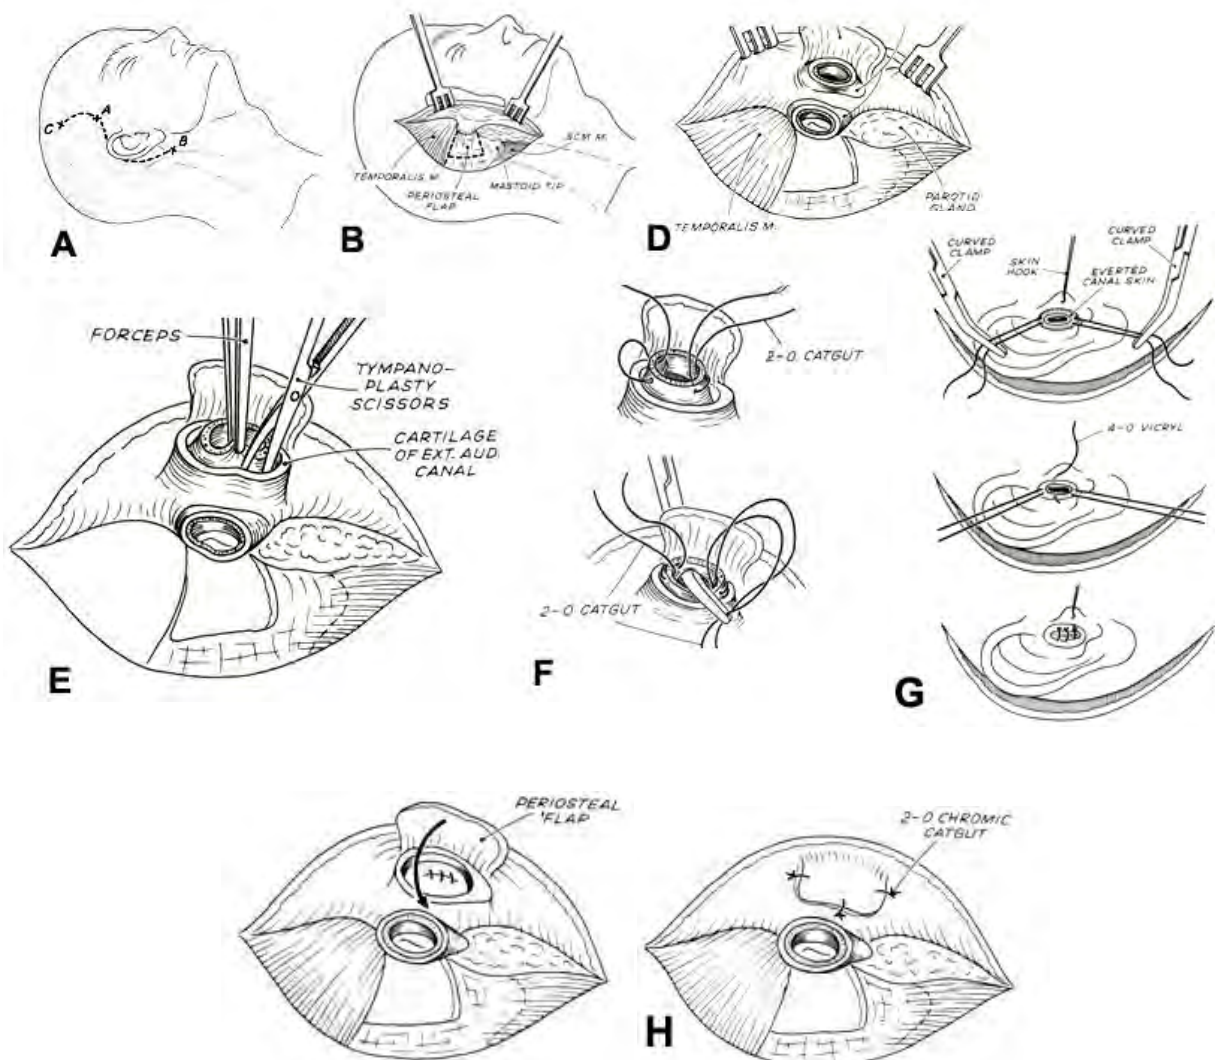 C
A
B
A
TEMPORALIS M.
PERIOSTEAL
FLAP
MASTOID TIP
SCM M.
B
PAROTID
GLAND
TEMPORALIS M.
D
FORCEPS
TYMPANO-
PLASTY
SCISSORS
CARTILAGE
OF EXT. AUD.
CANAL
E
2-0 CATGUT
2-0 CATGUT
F
CURVED
CLAMP
SKIN
HOOK
EVERTED
CANAL SKIN
CURVED
CLAMP
4-0 VICRYL
G
PERIOSTEAL
FLAP
2-0 CHROMIC
CATGUT
H